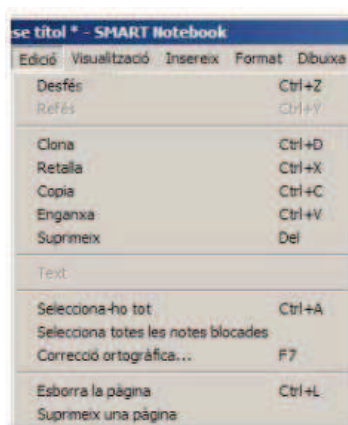 se títol * - SMART Notebook
Edició Visualització Insereix Format Dibuixa
Desfés Ctrl+Z
Refés Ctrl+Y
Clona Ctrl+D
Retalla Ctrl+X
Copia Ctrl+C
Enganxa Ctrl+V
Suprimeix Del
Text
Selecciona-ho tot Ctrl+A
Selecciona totes les notes blocades
Correcció ortogràfica... F7
Esborra la pàgina Ctrl+L
Suprimeix una pàgina